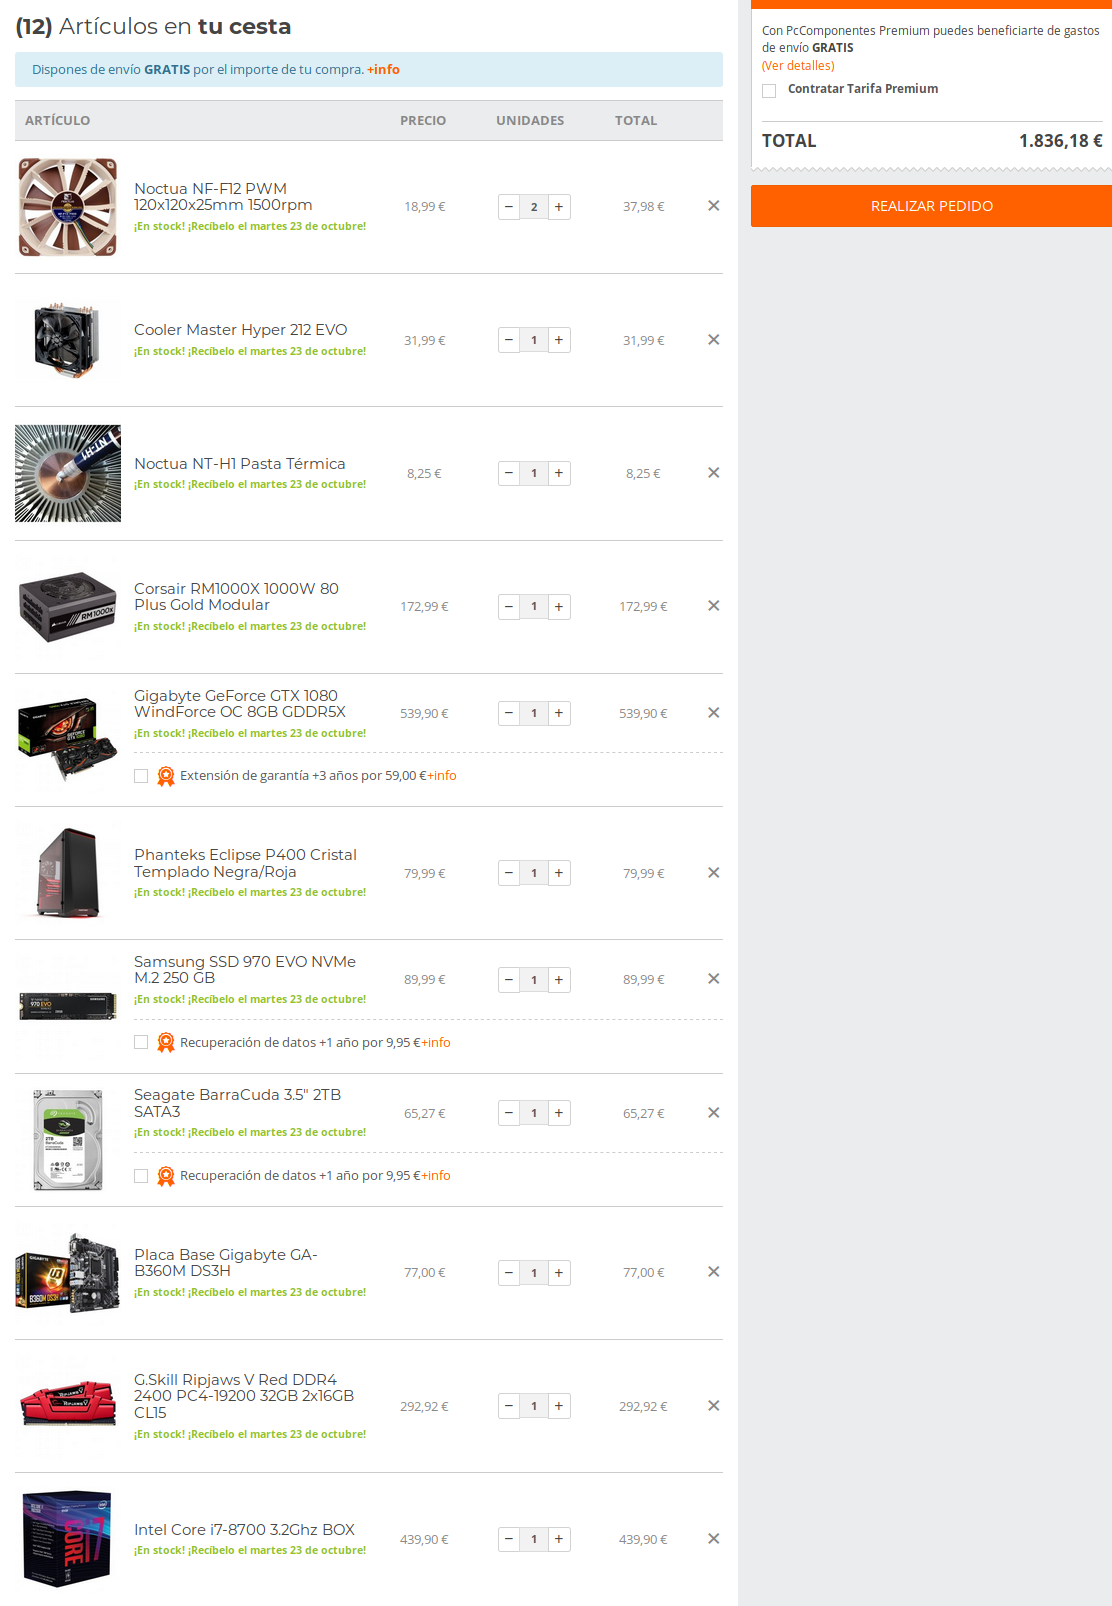 (12) Artículos en tu cesta
Dispones de envío GRATIS por el importe de tu compra. +info
ARTÍCULO PRECIO UNIDADES TOTAL
Noctua NF-F12 PWM
120x120x25mm 1500rpm
18,99 € − 2 + 37,98 € ×
¡En stock! ¡Recíbelo el martes 23 de octubre!
Cooler Master Hyper 212 EVO
31,99 € − 1 + 31,99 € ×
¡En stock! ¡Recíbelo el martes 23 de octubre!
Noctua NT-H1 Pasta Térmica
NT-H1
8,25 € − 1 + 8,25 € ×
¡En stock! ¡Recíbelo el martes 23 de octubre!
Corsair RM1000X 1000W 80
Plus Gold Modular
RM1000x
172,99 € − 1 + 172,99 € ×
¡En stock! ¡Recíbelo el martes 23 de octubre!
Gigabyte GeForce GTX 1080
WindForce OC 8GB GDDR5X
539,90 € − 1 + 539,90 € ×
¡En stock! ¡Recíbelo el martes 23 de octubre!
Extensión de garantía +3 años por 59,00 €+info
Phanteks Eclipse P400 Cristal
Templado Negra/Roja
79,99 € − 1 + 79,99 € ×
¡En stock! ¡Recíbelo el martes 23 de octubre!
Samsung SSD 970 EVO NVMe
M.2 250 GB
970 EVO
SAMSUNG
89,99 € − 1 + 89,99 € ×
¡En stock! ¡Recíbelo el martes 23 de octubre!
Recuperación de datos +1 año por 9,95 €+info
Seagate BarraCuda 3.5" 2TB
SATA3
2TB
BarraCuda
65,27 € − 1 + 65,27 € ×
¡En stock! ¡Recíbelo el martes 23 de octubre!
Recuperación de datos +1 año por 9,95 €+info
Placa Base Gigabyte GA-
B360M DS3H
GIGABYTE
B360M DS3H
77,00 € − 1 + 77,00 € ×
¡En stock! ¡Recíbelo el martes 23 de octubre!
G.Skill Ripjaws V Red DDR4
2400 PC4-19200 32GB 2x16GB
CL15
RIPJAWS V
292,92 € − 1 + 292,92 € ×
¡En stock! ¡Recíbelo el martes 23 de octubre!
Intel Core i7-8700 3.2Ghz BOX
CORE i7
439,90 € − 1 + 439,90 € ×
¡En stock! ¡Recíbelo el martes 23 de octubre!
Con PcComponentes Premium puedes beneficiarte de gastos
de envío GRATIS
(Ver detalles)
Contratar Tarifa Premium
TOTAL 1.836,18 €
REALIZAR PEDIDO